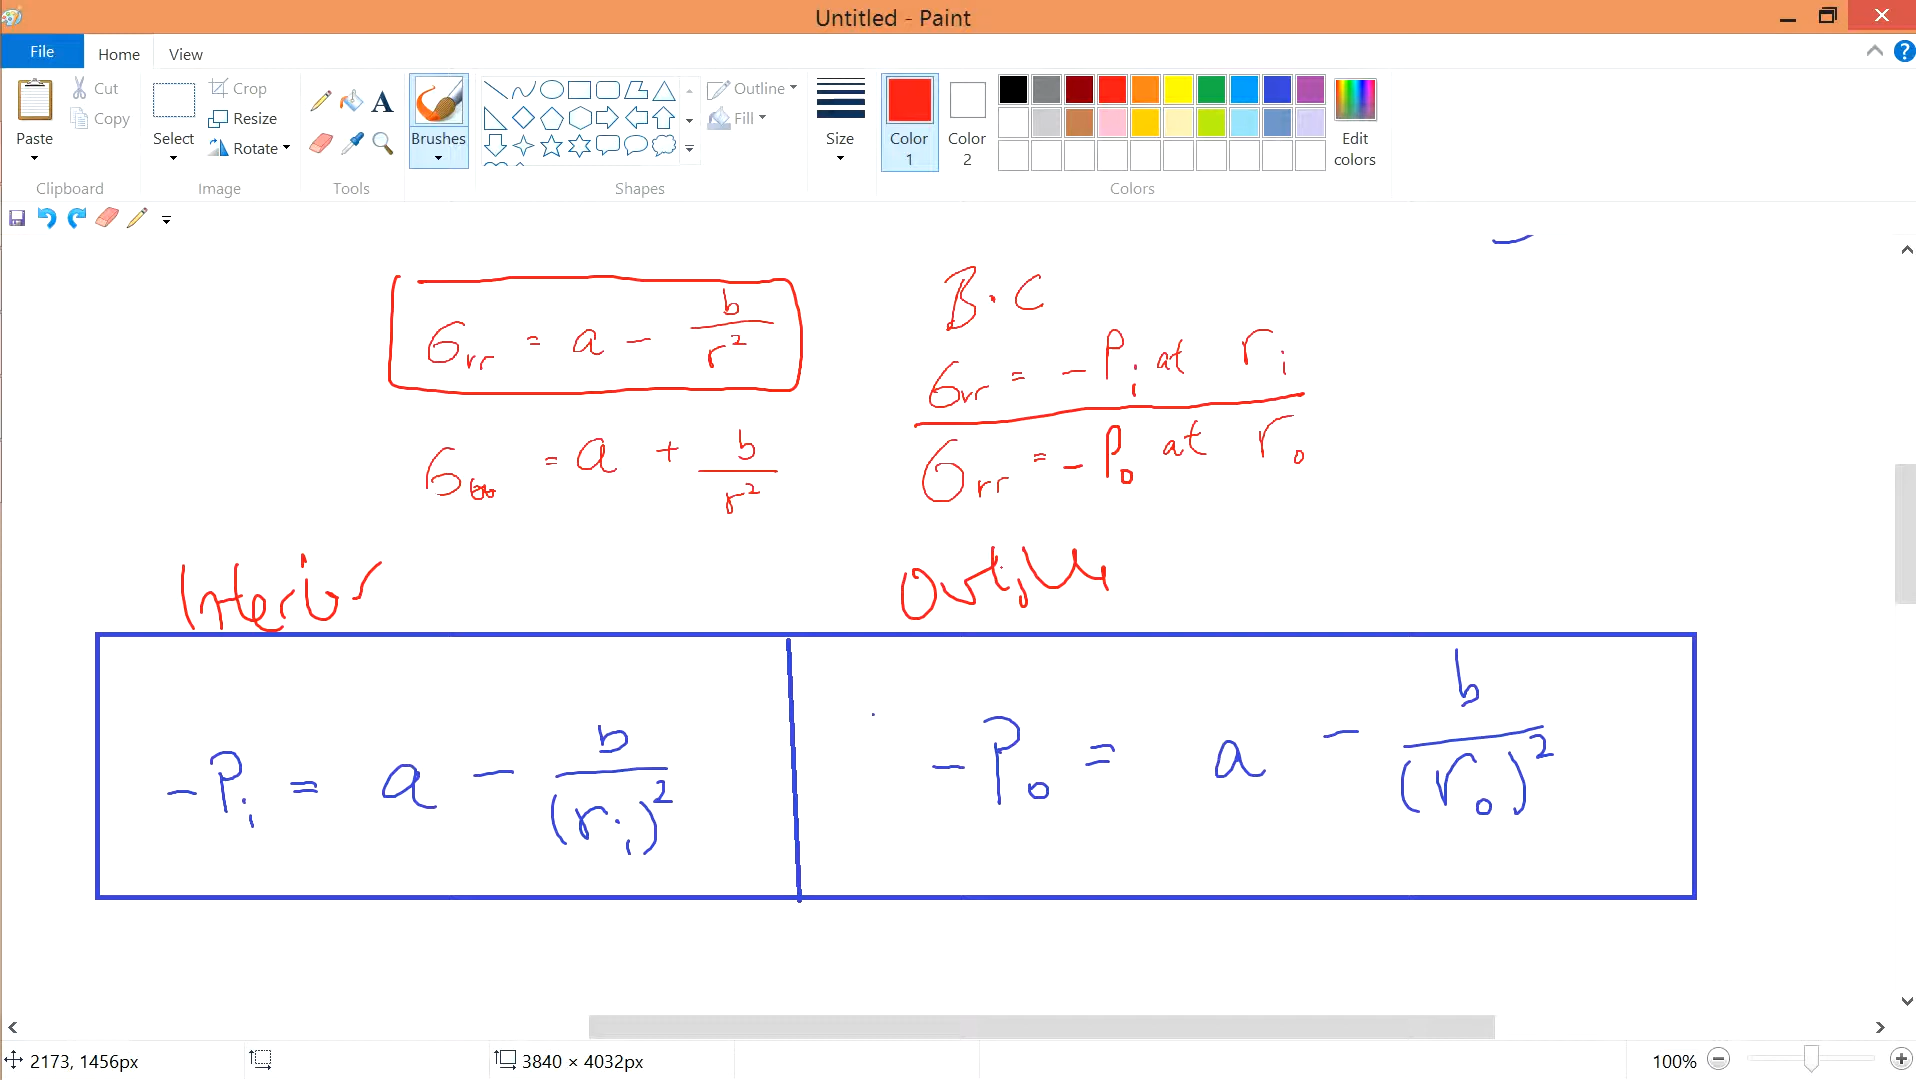 Untitled - Paint
File Home View
Paste Cut Copy Clipboard
Select Crop Resize Rotate Image
A Tools
Brushes
Shapes Outline Fill
Size
Color 1 Color 2 Edit colors Colors
σrr = a - b/r²
B.C
σrr = -Pi at ri
σθθ = a + b/r²
σrr = -Po at ro
Interior
-Pi = a - b/(ri)²
-Po = a - b/(ro)²
2173, 1456px 3840 × 4032px 100%